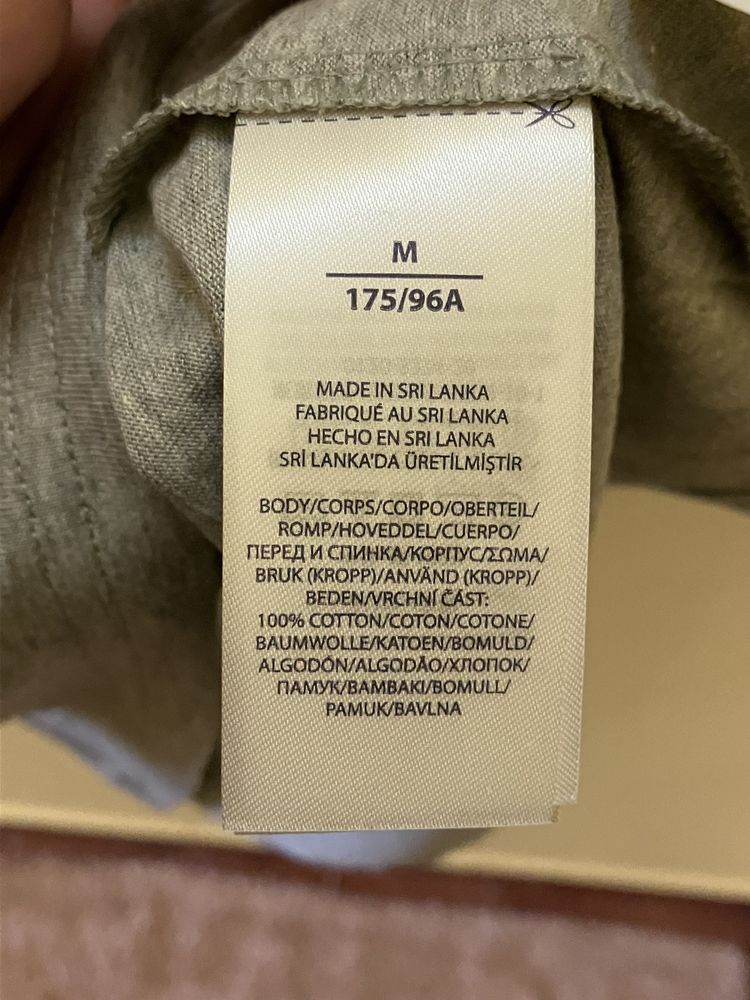 M
175/96A
MADE IN SRI LANKA
FABRIQUÉ AU SRI LANKA
HECHO EN SRI LANKA
SRİ LANKA'DA ÜRETİLMİŞTİR
BODY/CORPS/CORPO/OBERTEIL/
ROMP/HOVEDDEL/CUERPO/
ПЕРЕД И СПИНКА/КОРПУС/ΣΩΜΑ/
BRUK (KROPP)/ANVÄND (KROPP)/
BEDEN/VRCHNÍ ČÁST:
100% COTTON/COTON/COTONE/
BAUMWOLLE/KATOEN/BOMULD/
ALGODÓN/ALGODÃO/ХЛОПОК/
ПАМУК/ΒΑΜΒΑΚΙ/BOMULL/
PAMUK/BAVLNA